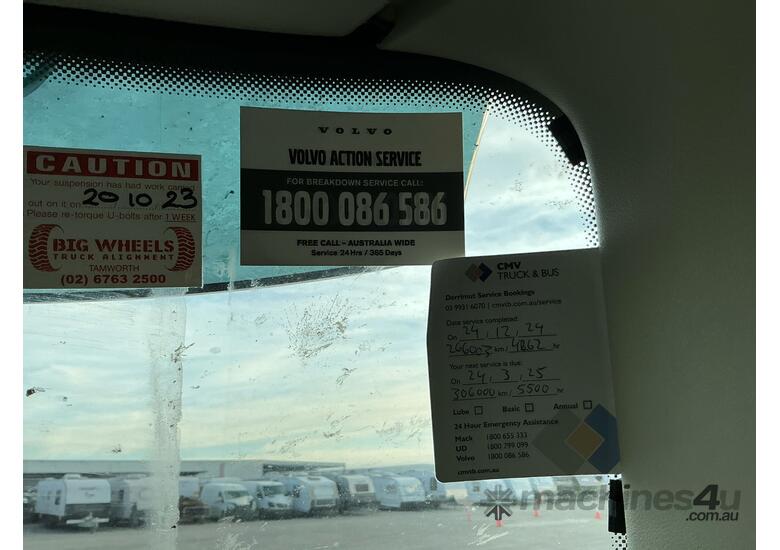 CAUTION
Your suspension has had work carried
out on it on 20 10 23
Please re-torque U-bolts after 1 WEEK
BIG WHEELS
TRUCK ALIGNMENT
TAMWORTH
(02) 6763 2500
VOLVO
VOLVO ACTION SERVICE
FOR BREAKDOWN SERVICE CALL:
1800 086 586
FREE CALL – AUSTRALIA WIDE
Service 24 Hrs / 365 Days
CMV
TRUCK & BUS
Derrimut Service Bookings
03 9931 6070 | cmvtb.com.au/service
Date service completed:
On 24, 12, 24
266003 km / 4862 hr
Your next service is due:
On 24, 3, 25
306000 km / 5500 hr
Lube Basic Annual
24 Hour Emergency Assistance
Mack 1800 655 333
UD 1800 799 099
Volvo 1800 086 586
cmvtb.com.au
machines4u
.com.au